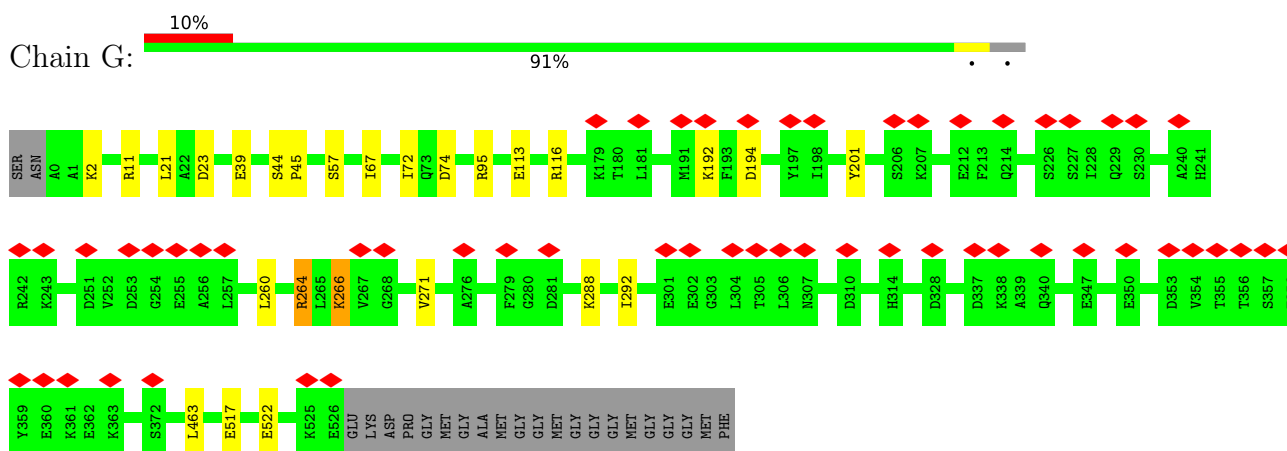 10%
Chain G:
91%
• •
SER ASN A0 A1 K2 R11 L21 A22 D23 E39 S44 P45 S57 I67 I72 Q73 D74 R95 E113 R116 K179 T180 L181 M191 K192 F193 D194 Y197 I198 Y201 S206 K207 E212 F213 Q214 S226 S227 I228 Q229 S230 A240 H241
R242 K243 D251 V252 D253 G254 E255 A256 L257 L260 R264 L265 K266 V267 G268 V271 A276 F279 G280 D281 K288 I292 E301 E302 G303 L304 T305 L306 N307 D310 H314 D328 D337 K338 A339 Q340 E347 E350 D353 V354 T355 T356 S357
Y359 E360 K361 E362 K363 S372 L463 E517 E522 K525 E526 GLU LYS ASP PRO GLY MET GLY ALA MET GLY GLY MET GLY GLY GLY MET GLY GLY GLY MET PHE